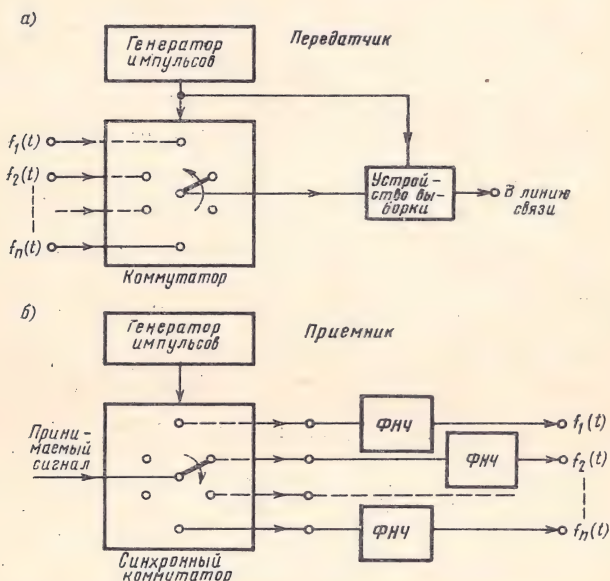 а)
Генератор
импульсов
Передатчик
f₁(t)
f₂(t)
fₙ(t)
Коммутатор
Устрой-
ство вы-
борки
В линию
связи
б)
Генератор
импульсов
Приемник
Прини-
маемый
сигнал
ФНЧ
f₁(t)
ФНЧ
f₂(t)
ФНЧ
fₙ(t)
Синхронный
коммутатор